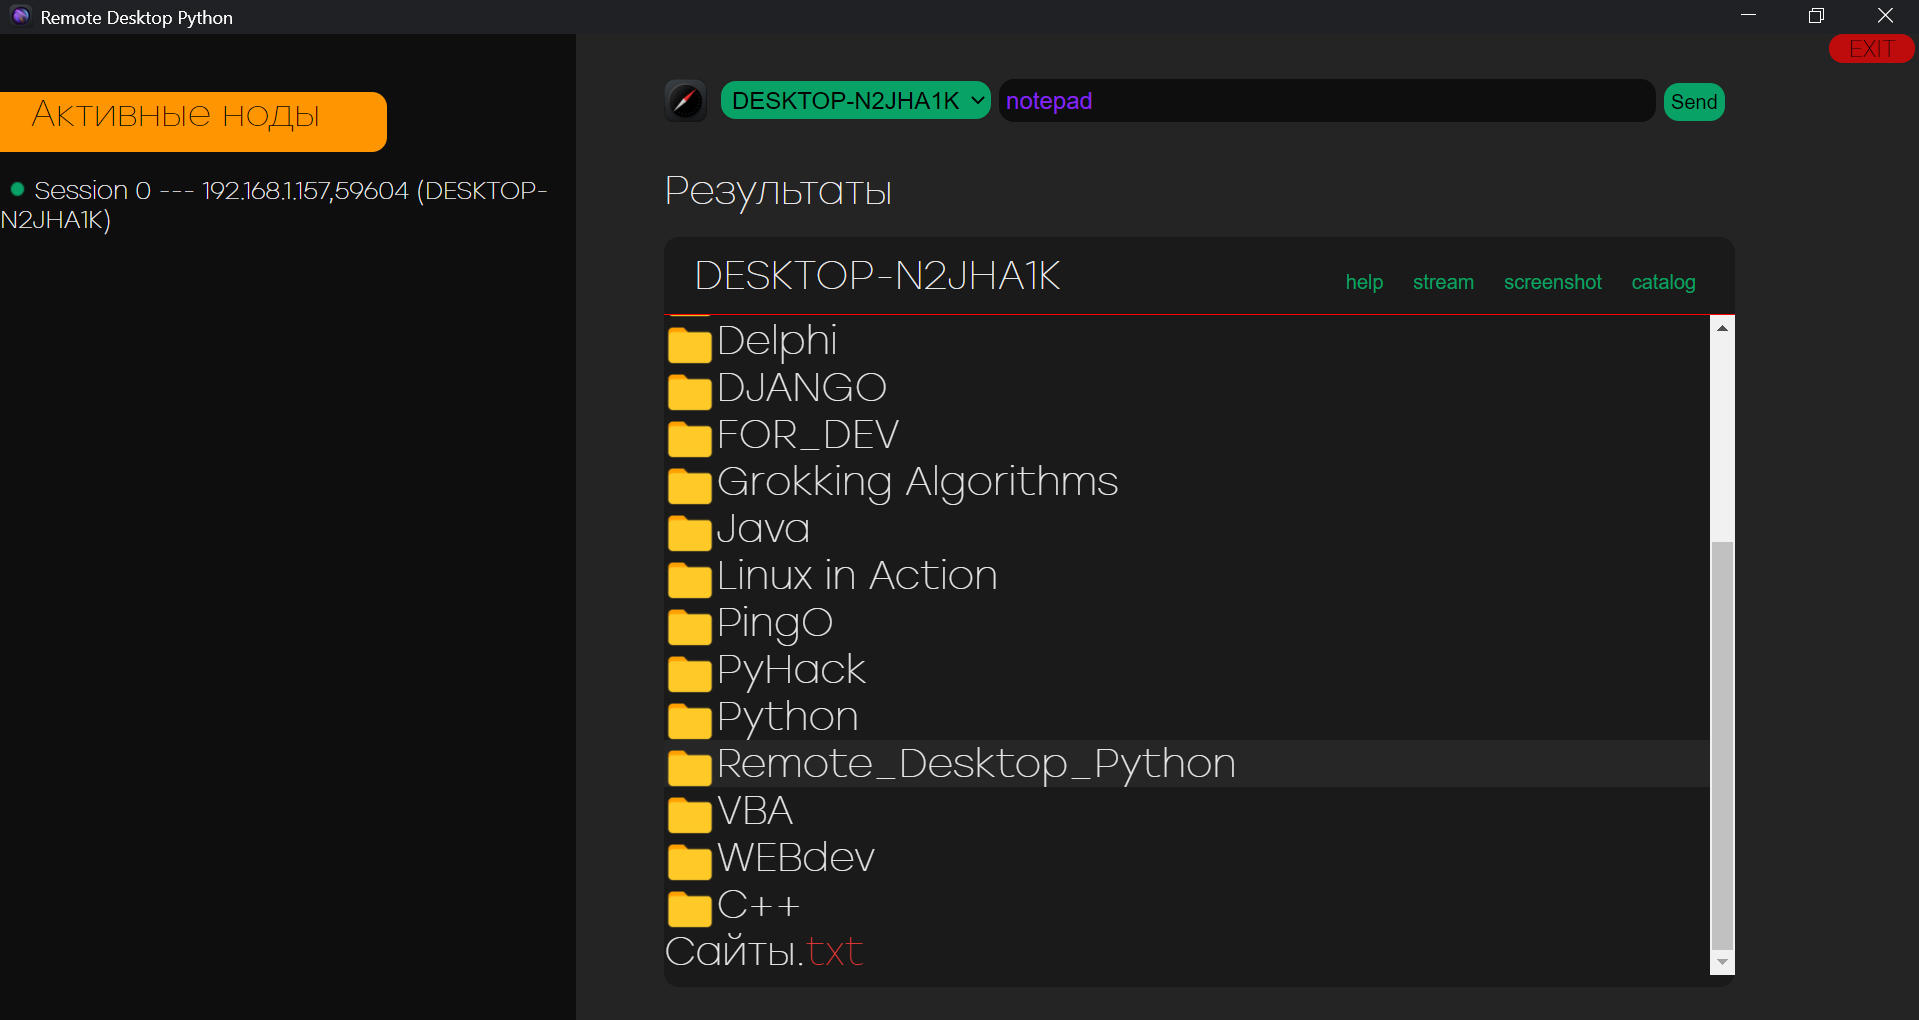 Remote Desktop Python
EXIT
Активные ноды
Session 0 --- 192.168.1.157,59604 (DESKTOP-
N2JHA1K)
DESKTOP-N2JHA1K
notepad
Send
Результаты
DESKTOP-N2JHA1K
help
stream
screenshot
catalog
Delphi
DJANGO
FOR_DEV
Grokking Algorithms
Java
Linux in Action
PingO
PyHack
Python
Remote_Desktop_Python
VBA
WEBdev
C++
Сайты.txt